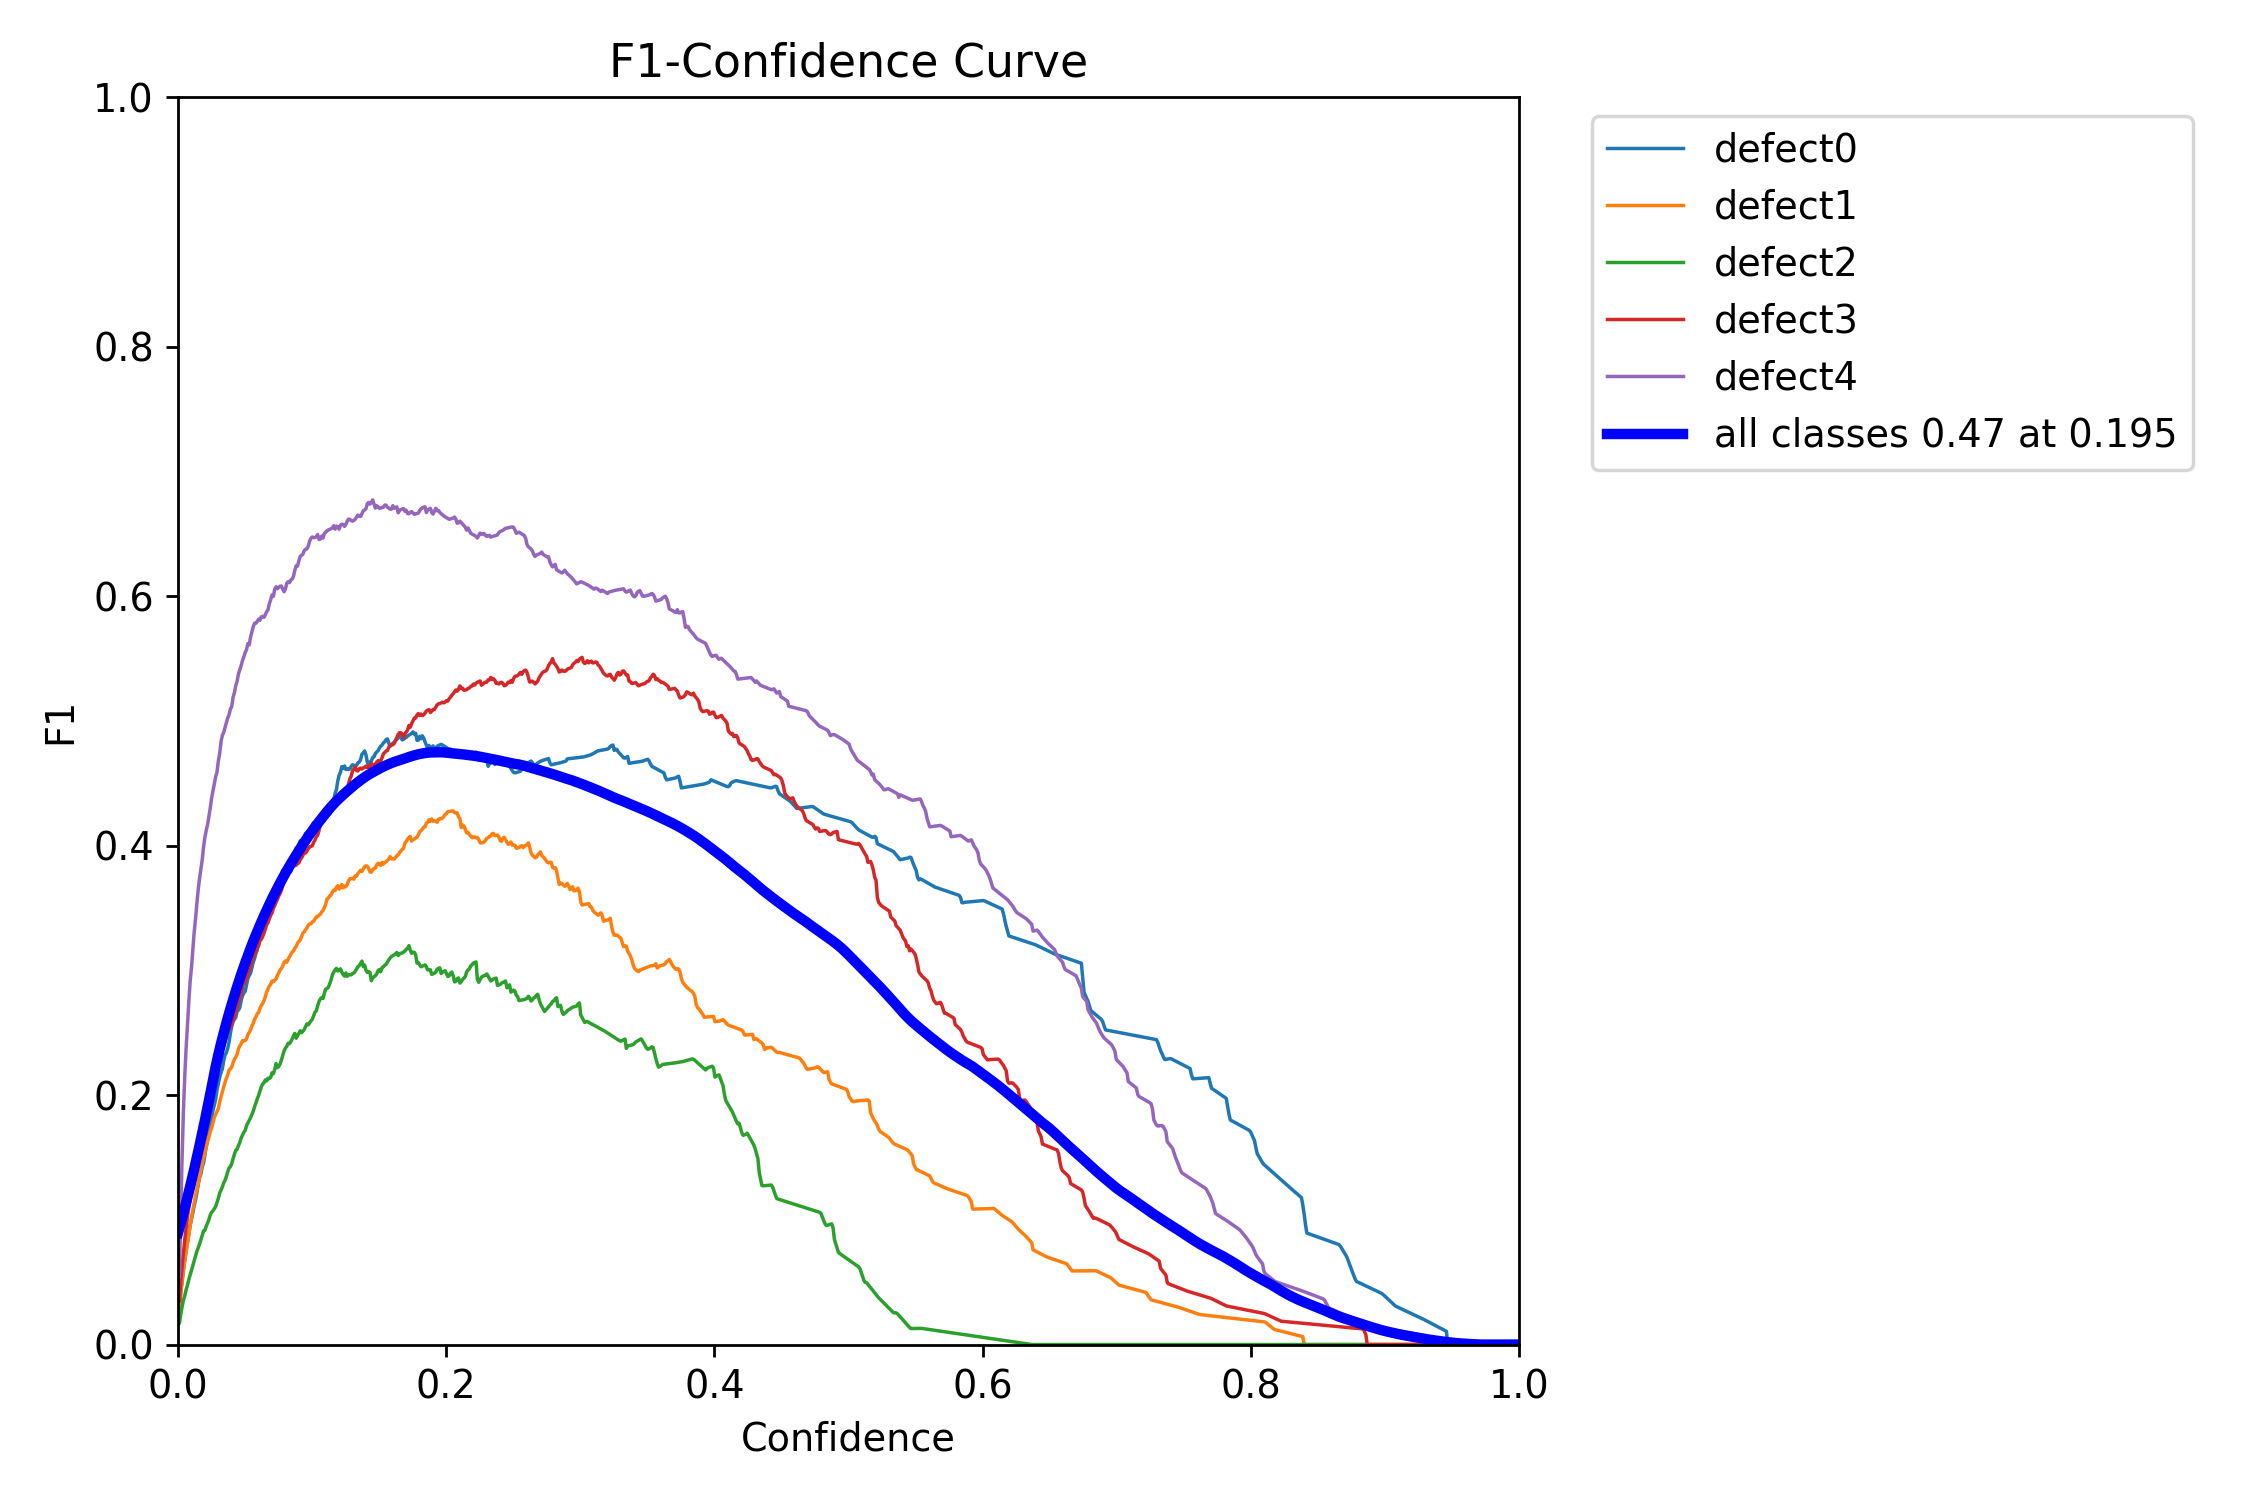 F1-Confidence Curve
1.0
0.8
0.6
0.4
0.2
0.0
F1
0.0 0.2 0.4 0.6 0.8 1.0
Confidence
defect0
defect1
defect2
defect3
defect4
all classes 0.47 at 0.195